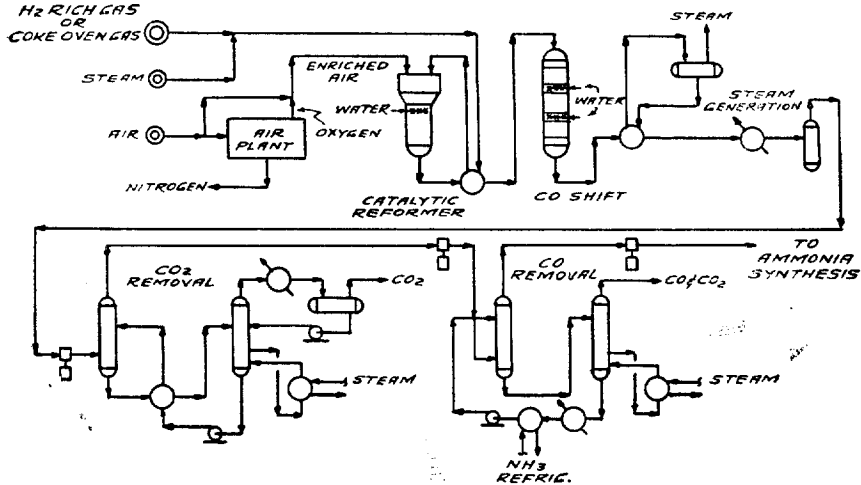 H2 RICH GAS
OR
COKE OVEN GAS
STEAM
AIR
ENRICHED
AIR
WATER
OXYGEN
AIR
PLANT
NITROGEN
CATALYTIC
REFORMER
WATER
CO SHIFT
STEAM
STEAM
GENERATION
CO2
REMOVAL
CO2
STEAM
CO
REMOVAL
CO & CO2
TO
AMMONIA
SYNTHESIS
STEAM
NH3
REFRIG.